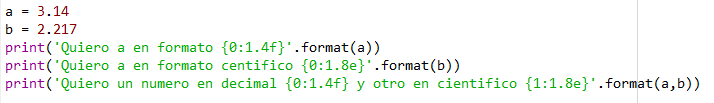 a = 3.14
b = 2.217
print('Quiero a en formato {0:1.4f}'.format(a))
print('Quiero a en formato centifico {0:1.8e}'.format(b))
print('Quiero un numero en decimal {0:1.4f} y otro en cientifico {1:1.8e}'.format(a,b))